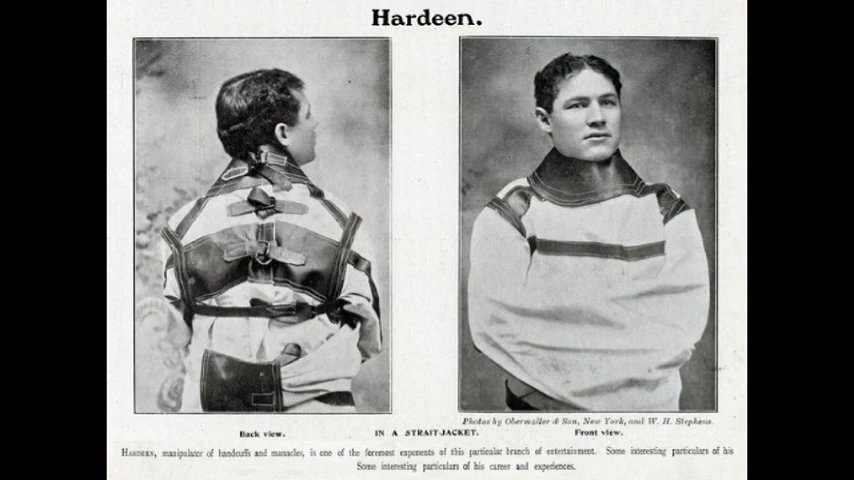 Hardeen.
Photos by Obermüller & Son, New York, and W. H. Stephens.
Back view. IN A STRAIT-JACKET. Front view.
HARDEEN, manipulator of handcuffs and manacles, is one of the foremost exponents of this particular branch of entertainment. Some interesting particulars of his
Some interesting particulars of his career and experiences.